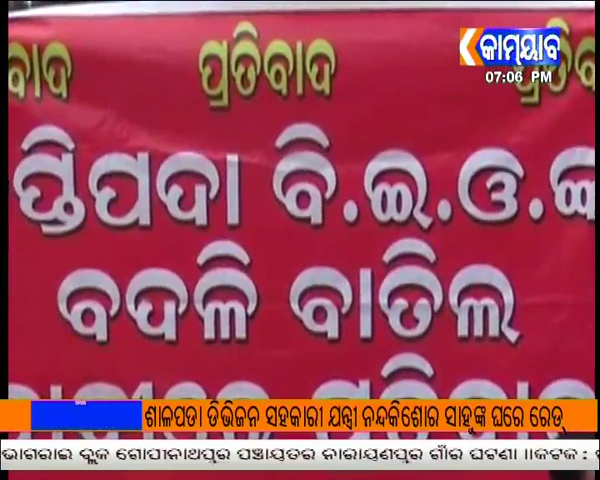 କାମୟାବ
07:06 PM
ବାଦ ପ୍ରତିବାଦ
ପ୍ତିପଦା ବି.ଇ.ଓ.ଙ୍କ
ବଦଳି ବାତିଲ
ଶାଳପଡା ଡିଭିଜନ ସହକାରୀ ଯନ୍ତ୍ରୀ ନନ୍ଦକିଶୋର ସାହୁଙ୍କ ଘରେ ରେଡ୍
ଭାଗରାଇ ବ୍ଲକ ଗୋପୀନାଥପୁର ପଞ୍ଚାୟତର ନାରାୟଣପୁର ଗାଁର ଘଟଣା ॥କଟକ :